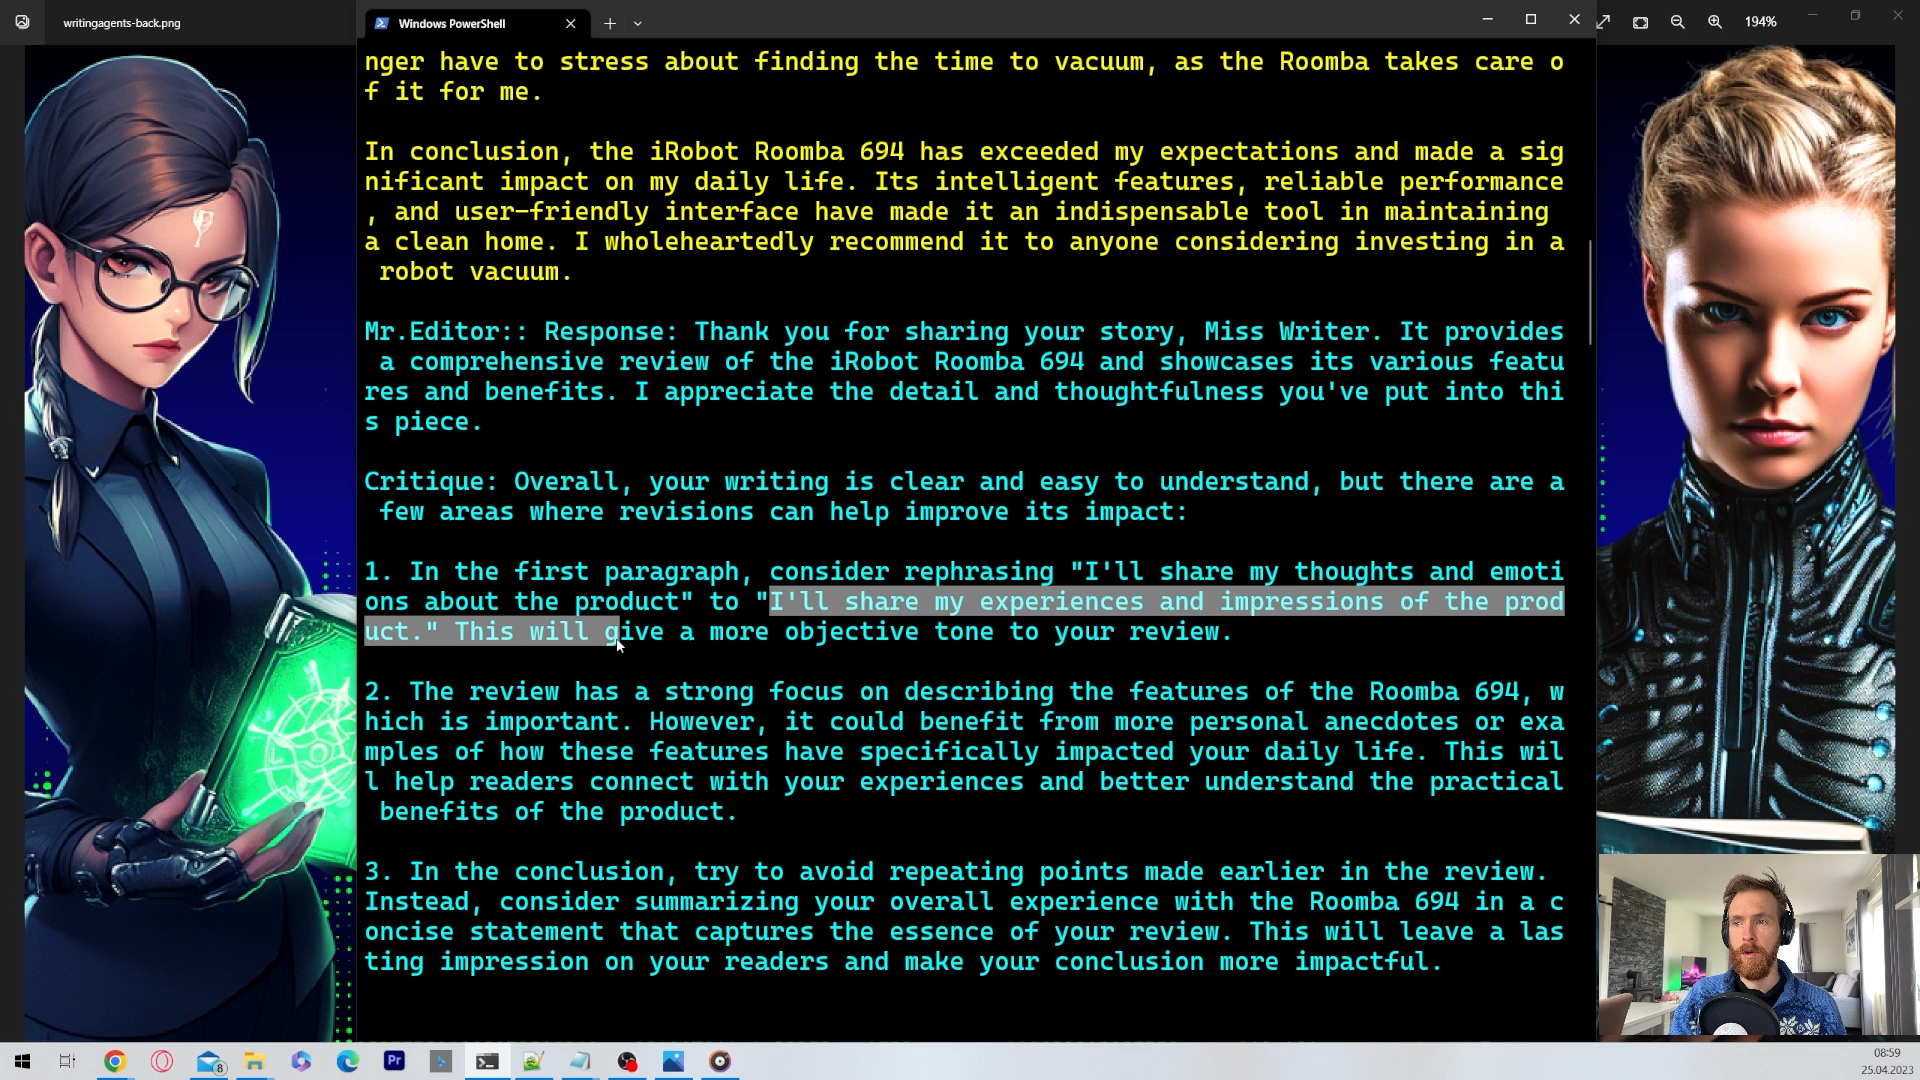 writingagents-back.png
Windows PowerShell
194%
nger have to stress about finding the time to vacuum, as the Roomba takes care o
f it for me.
In conclusion, the iRobot Roomba 694 has exceeded my expectations and made a sig
nificant impact on my daily life. Its intelligent features, reliable performance
, and user-friendly interface have made it an indispensable tool in maintaining
a clean home. I wholeheartedly recommend it to anyone considering investing in a
robot vacuum.
Mr.Editor:: Response: Thank you for sharing your story, Miss Writer. It provides
a comprehensive review of the iRobot Roomba 694 and showcases its various featu
res and benefits. I appreciate the detail and thoughtfulness you've put into thi
s piece.
Critique: Overall, your writing is clear and easy to understand, but there are a
few areas where revisions can help improve its impact:
1. In the first paragraph, consider rephrasing "I'll share my thoughts and emoti
ons about the product" to "I'll share my experiences and impressions of the prod
uct." This will give a more objective tone to your review.
2. The review has a strong focus on describing the features of the Roomba 694, w
hich is important. However, it could benefit from more personal anecdotes or exa
mples of how these features have specifically impacted your daily life. This wil
l help readers connect with your experiences and better understand the practical
benefits of the product.
3. In the conclusion, try to avoid repeating points made earlier in the review.
Instead, consider summarizing your overall experience with the Roomba 694 in a c
oncise statement that captures the essence of your review. This will leave a las
ting impression on your readers and make your conclusion more impactful.
8
Pr
08:59
25.04.2023